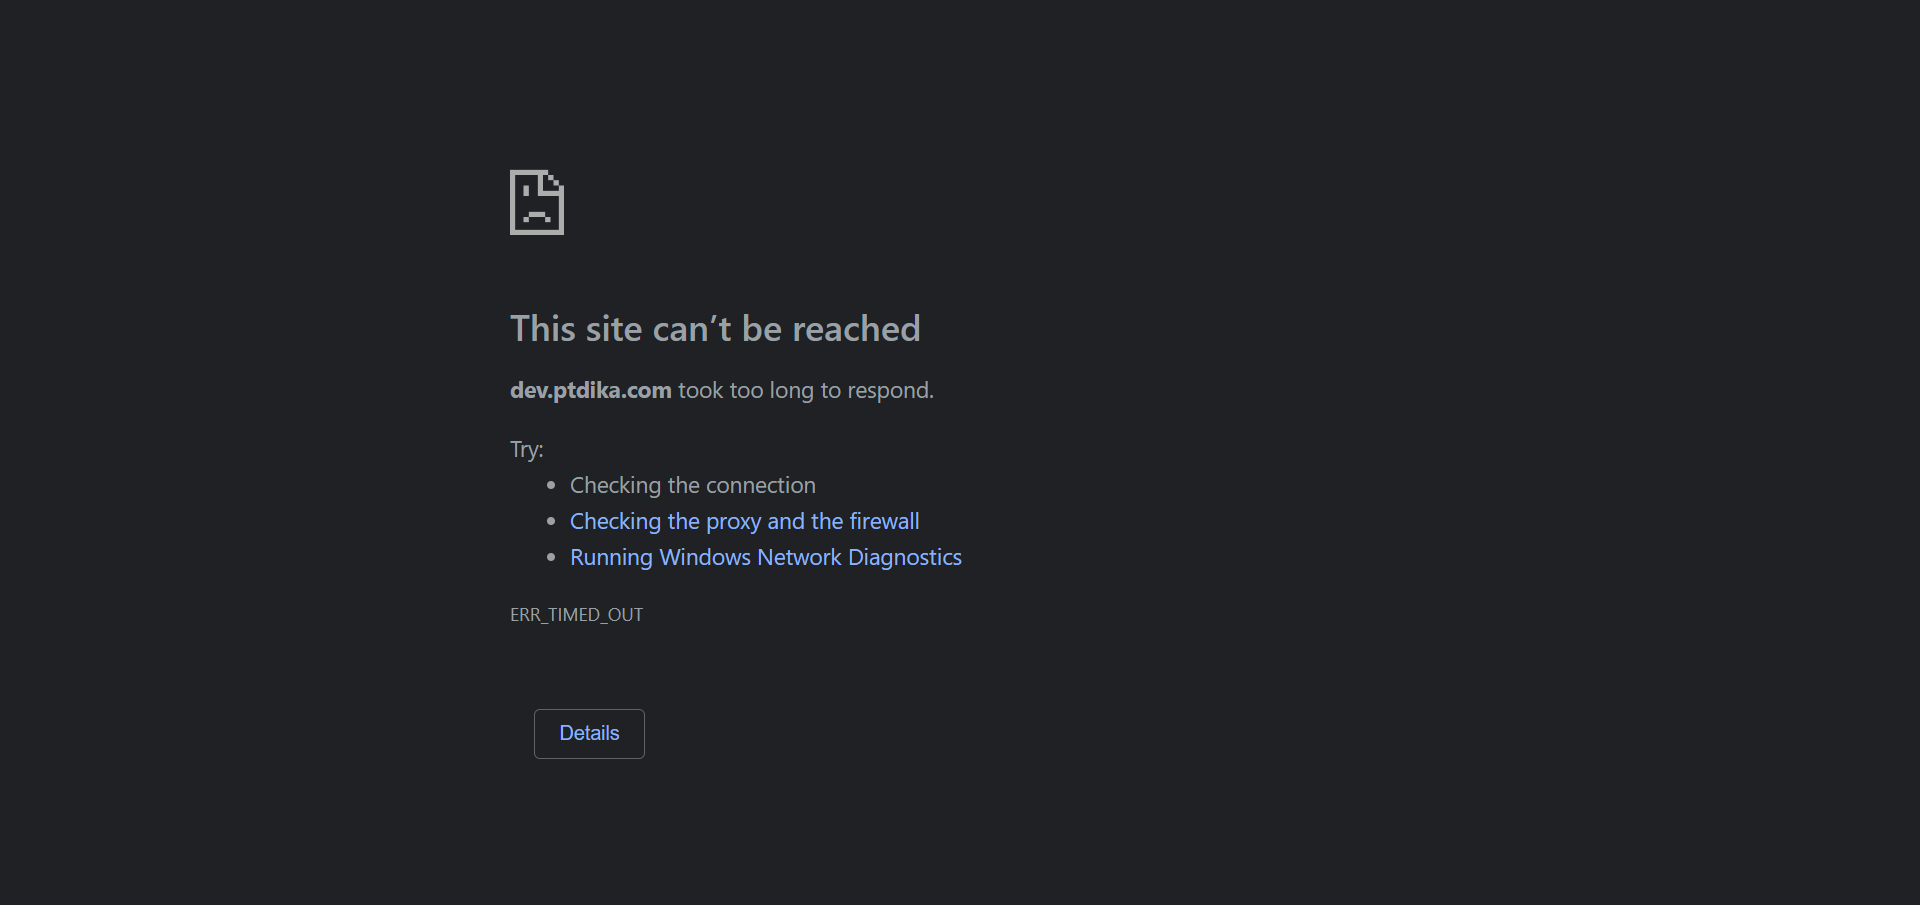 This site can’t be reached
dev.ptdika.com took too long to respond.
Try:
Checking the connection
Checking the proxy and the firewall
Running Windows Network Diagnostics
ERR_TIMED_OUT
Details